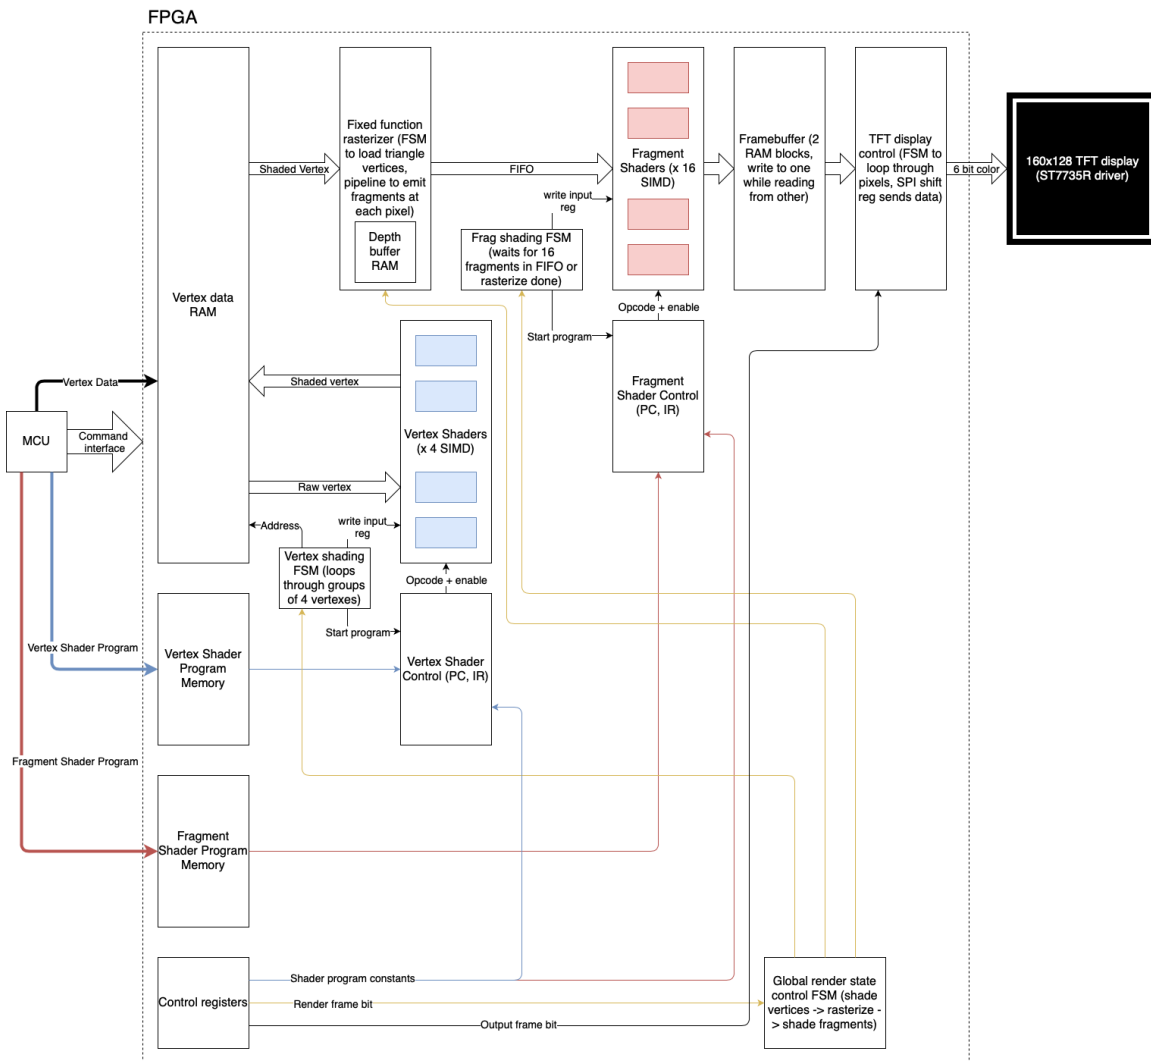 FPGA
Vertex data
RAM
Fixed function
rasterizer (FSM
to load triangle
vertices,
pipeline to emit
fragments at
each pixel)
Depth
buffer
RAM
Shaded Vertex
FIFO
Fragment
Shaders (x 16
SIMD)
write input
reg
Frag shading FSM
(waits for 16
fragments in FIFO or
rasterize done)
Start program
Opcode + enable
Fragment
Shader Control
(PC, IR)
Framebuffer (2
RAM blocks,
write to one
while reading
from other)
TFT display
control (FSM to
loop through
pixels, SPI shift
reg sends data)
6 bit color
160x128 TFT display
(ST7735R driver)
MCU
Vertex Data
Command
interface
Shaded vertex
Raw vertex
Vertex Shaders
(x 4 SIMD)
Address
write input
reg
Vertex shading
FSM (loops
through groups
of 4 vertexes)
Start program
Opcode + enable
Vertex Shader
Control (PC, IR)
Vertex Shader Program
Vertex Shader
Program
Memory
Fragment Shader Program
Fragment
Shader Program
Memory
Control registers
Shader program constants
Render frame bit
Output frame bit
Global render state
control FSM (shade
vertices -> rasterize -
> shade fragments)